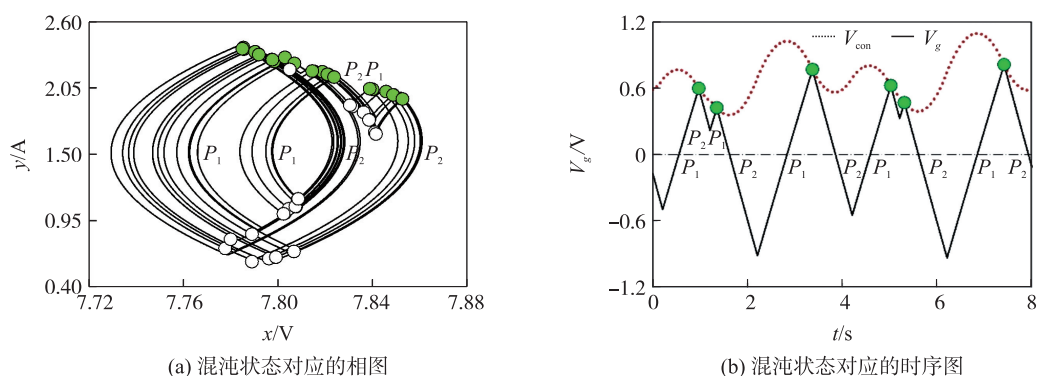 2.60
2.05
1.50
0.95
0.40
7.72 7.76 7.80 7.84 7.88
y/A
x/V
P₂ P₁
P₁ P₁ P₂ P₂
(a) 混沌状态对应的相图
1.2
0.6
0
−0.6
−1.2
0 2 4 6 8
V_g/V
t/s
V_con V_g
P₂ P₁
P₁ P₂ P₁ P₂ P₁ P₂ P₁ P₂
(b) 混沌状态对应的时序图